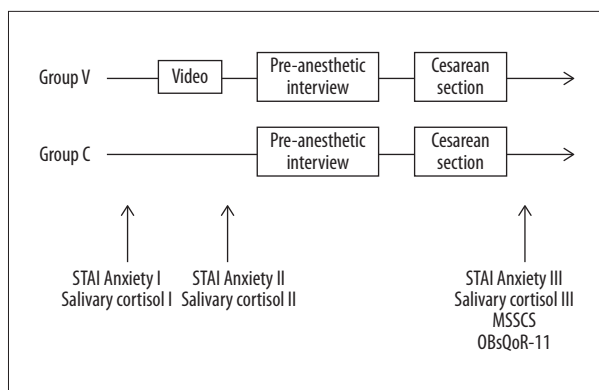 Group V
Video
Pre-anesthetic
interview
Cesarean
section
Group C
Pre-anesthetic
interview
Cesarean
section
STAI Anxiety I
Salivary cortisol I
STAI Anxiety II
Salivary cortisol II
STAI Anxiety III
Salivary cortisol III
MSSCS
OBsQoR-11